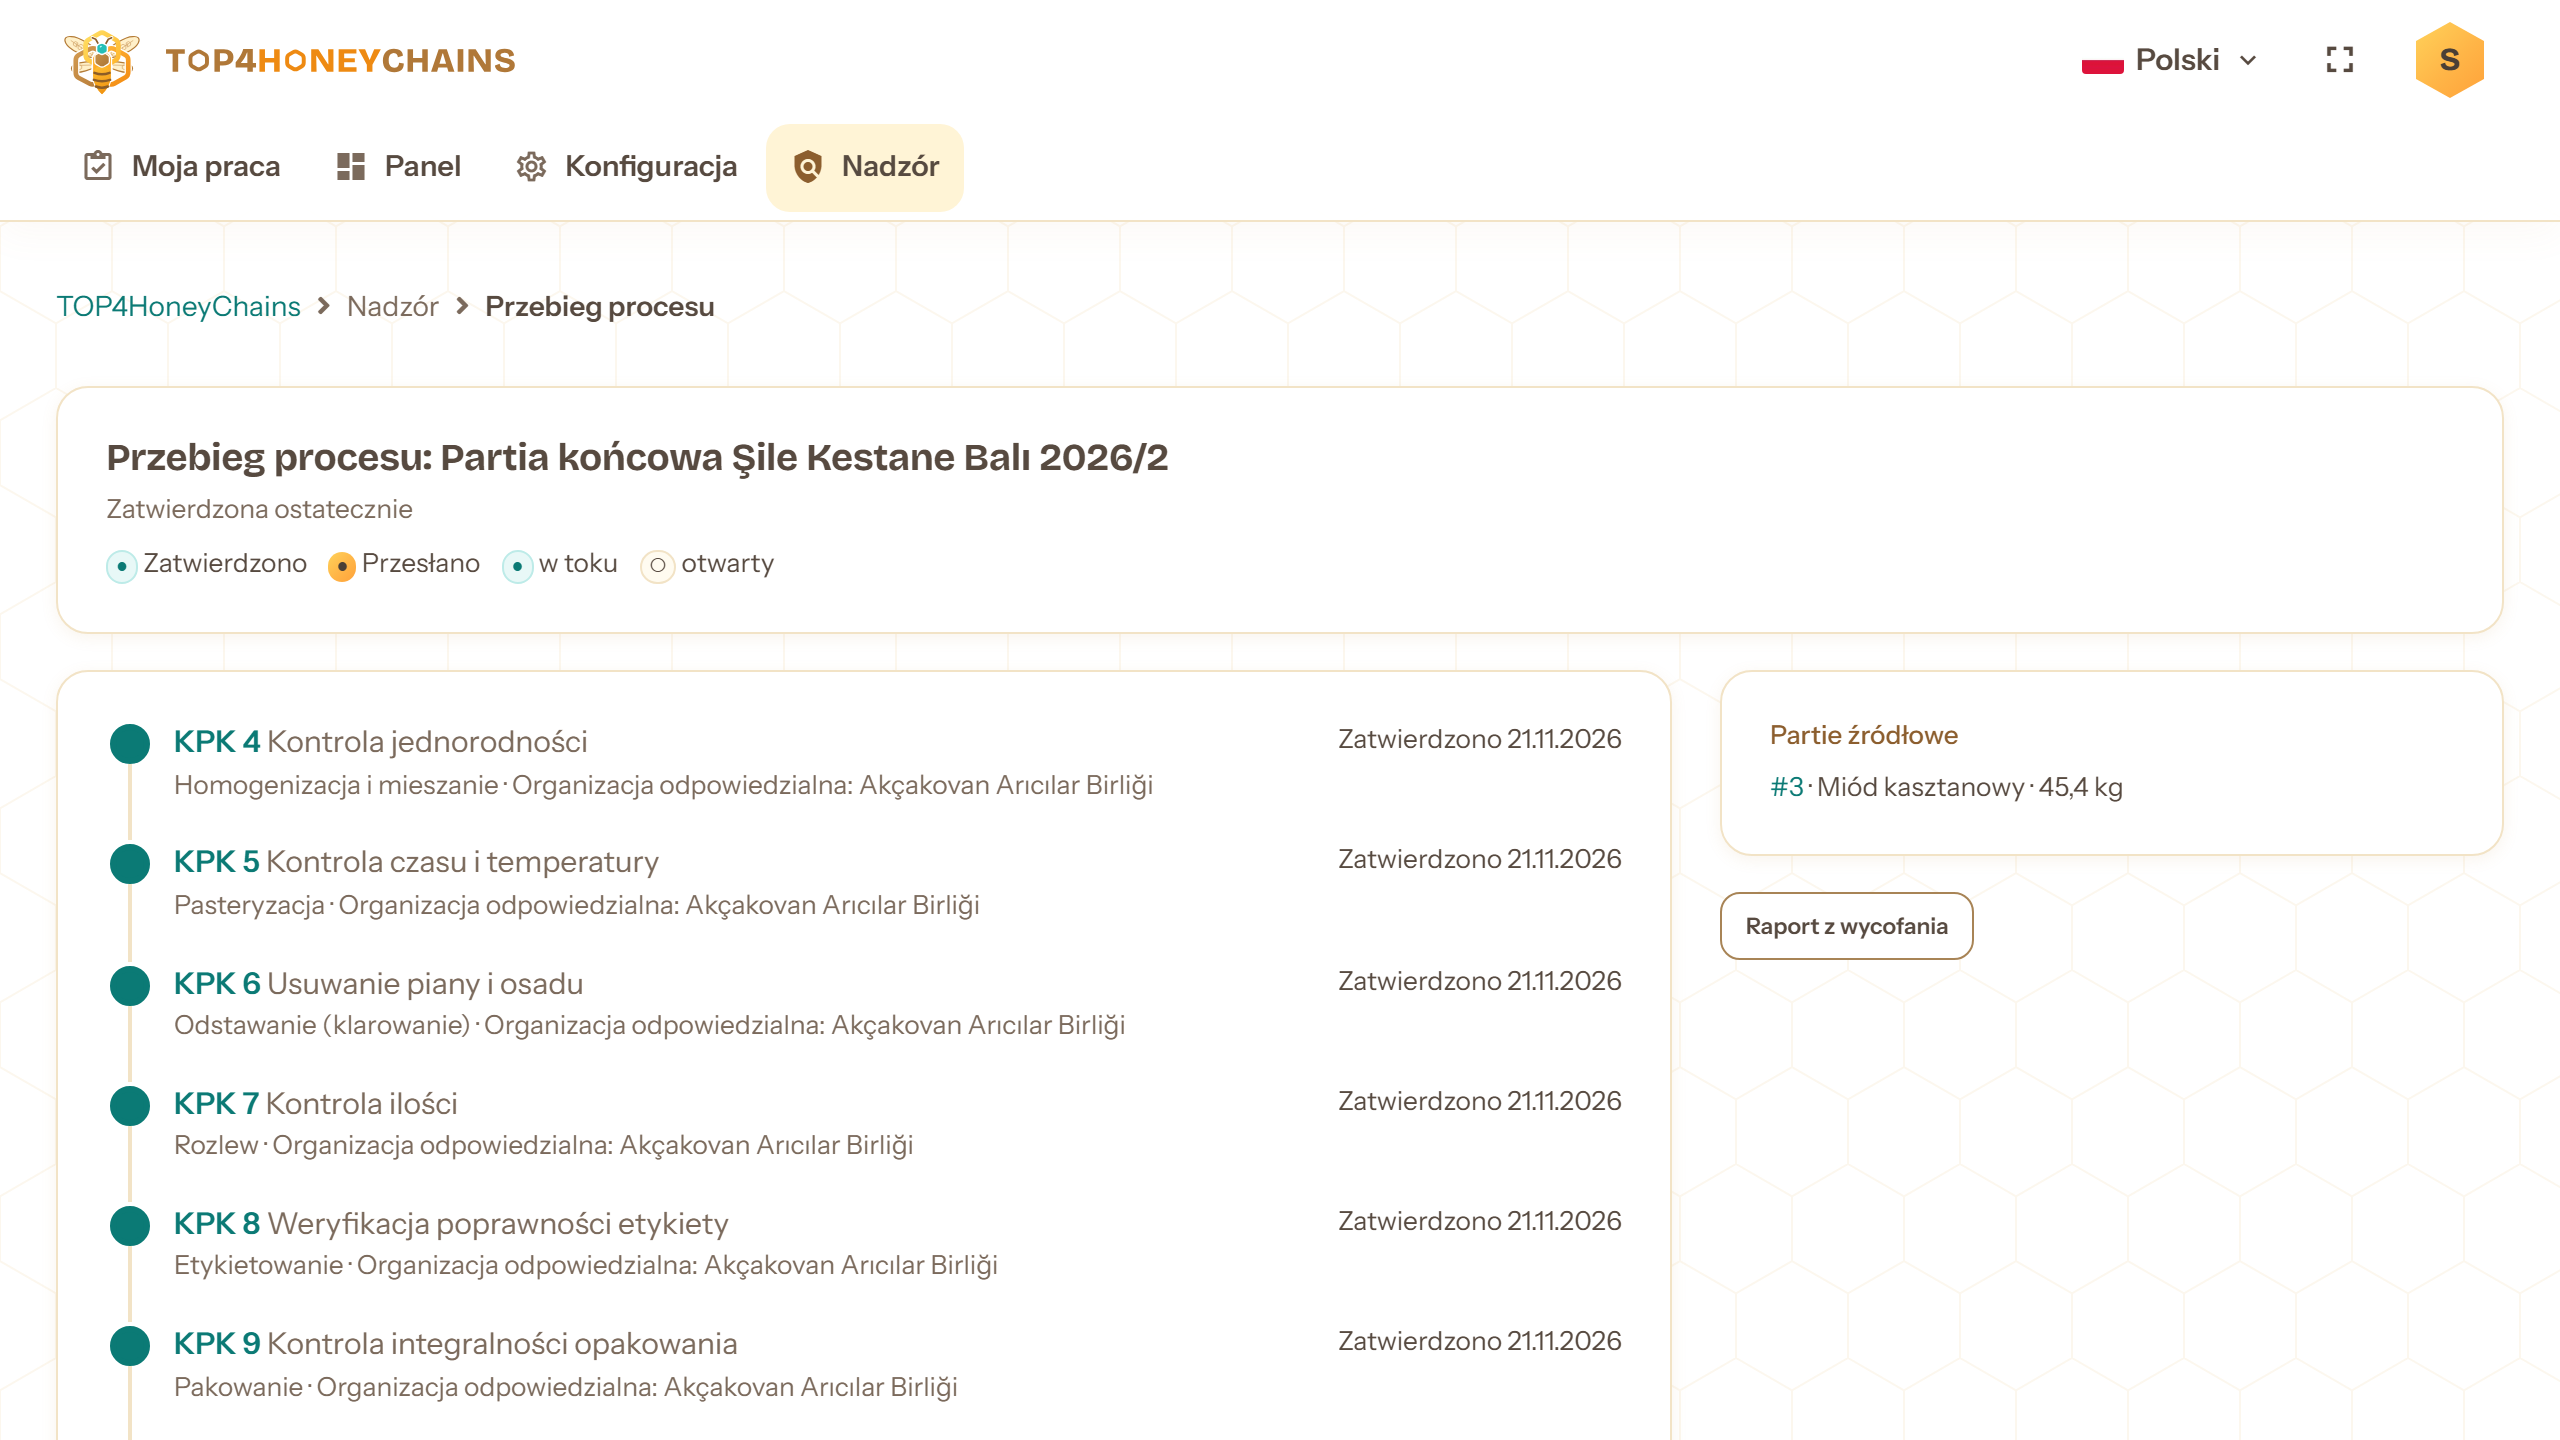 TOP4HONEYCHAINS
Polski
S
Moja praca
Panel
Konfiguracja
Nadzór
TOP4HoneyChains > Nadzór > Przebieg procesu
Przebieg procesu: Partia końcowa Şile Kestane Balı 2026/2
Zatwierdzona ostatecznie
Zatwierdzono Przesłano w toku otwarty
KPK 4 Kontrola jednorodności
Zatwierdzono 21.11.2026
Homogenizacja i mieszanie · Organizacja odpowiedzialna: Akçakovan Arıcılar Birliği
KPK 5 Kontrola czasu i temperatury
Zatwierdzono 21.11.2026
Pasteryzacja · Organizacja odpowiedzialna: Akçakovan Arıcılar Birliği
KPK 6 Usuwanie piany i osadu
Zatwierdzono 21.11.2026
Odstawanie (klarowanie) · Organizacja odpowiedzialna: Akçakovan Arıcılar Birliği
KPK 7 Kontrola ilości
Zatwierdzono 21.11.2026
Rozlew · Organizacja odpowiedzialna: Akçakovan Arıcılar Birliği
KPK 8 Weryfikacja poprawności etykiety
Zatwierdzono 21.11.2026
Etykietowanie · Organizacja odpowiedzialna: Akçakovan Arıcılar Birliği
KPK 9 Kontrola integralności opakowania
Zatwierdzono 21.11.2026
Pakowanie · Organizacja odpowiedzialna: Akçakovan Arıcılar Birliği
Partie źródłowe
#3 · Miód kasztanowy · 45,4 kg
Raport z wycofania